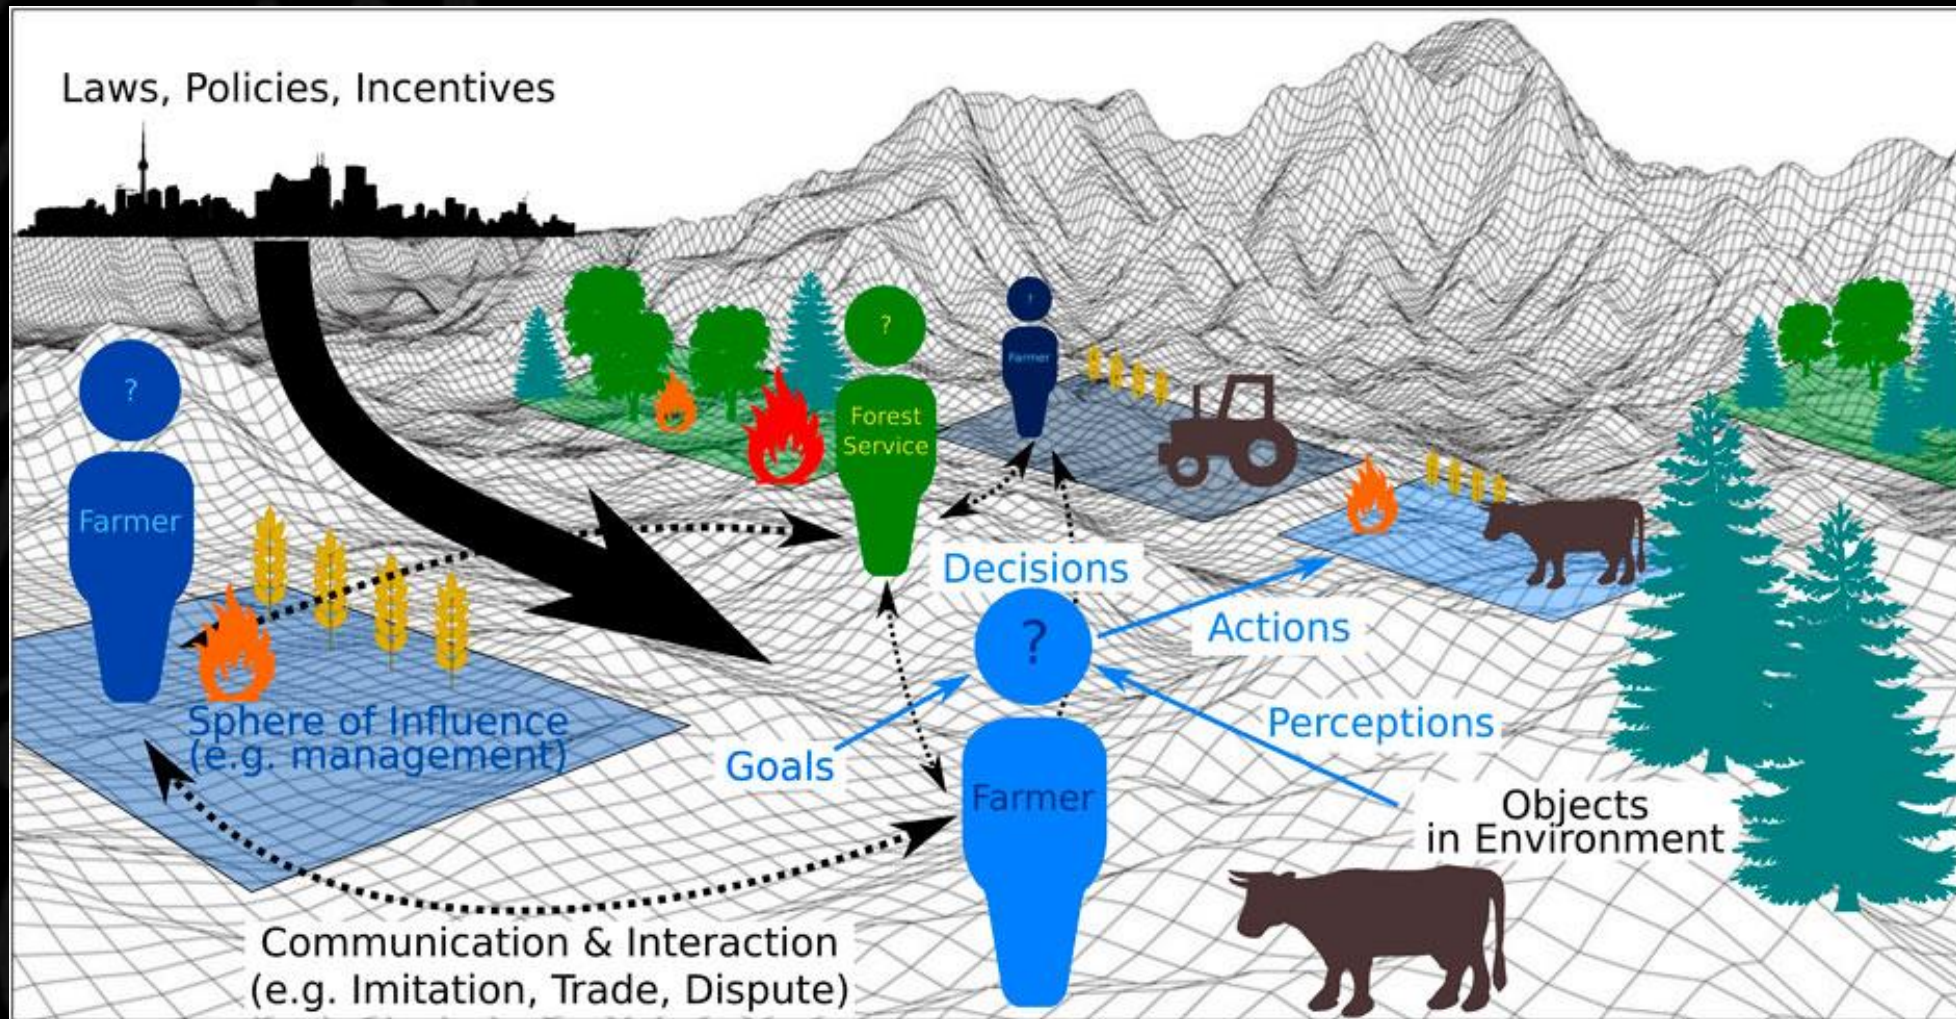 Laws, Policies, Incentives
?
?
?
Farmer
Forest
Service
Farmer
Decisions
?
Actions
Sphere of Influence
(e.g. management)
Goals
Perceptions
Farmer
Objects
in Environment
Communication & Interaction
(e.g. Imitation, Trade, Dispute)